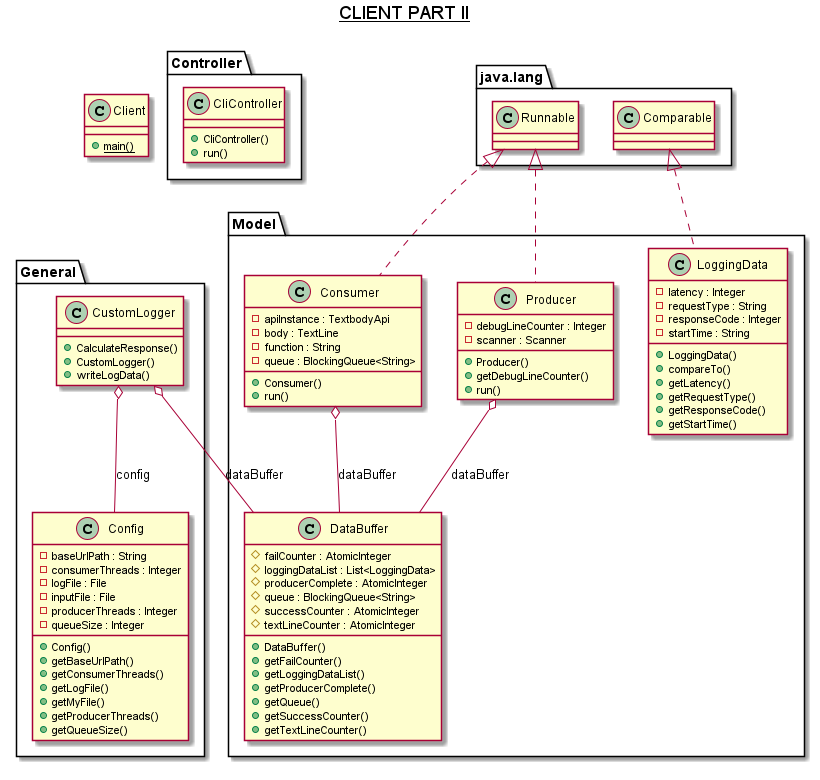 CLIENT PART II
Controller
C CliController
CliController()
run()
C Client
main()
java.lang
C Runnable
C Comparable
Model
C Consumer
apiInstance : TextbodyApi
body : TextLine
function : String
queue : BlockingQueue<String>
Consumer()
run()
C Producer
debugLineCounter : Integer
scanner : Scanner
Producer()
getDebugLineCounter()
run()
C LoggingData
latency : Integer
requestType : String
responseCode : Integer
startTime : String
LoggingData()
compareTo()
getLatency()
getRequestType()
getResponseCode()
getStartTime()
General
C CustomLogger
CalculateResponse()
CustomLogger()
writeLogData()
config
dataBuffer
dataBuffer
dataBuffer
C Config
baseUrlPath : String
consumerThreads : Integer
logFile : File
inputFile : File
producerThreads : Integer
queueSize : Integer
Config()
getBaseUrlPath()
getConsumerThreads()
getLogFile()
getMyFile()
getProducerThreads()
getQueueSize()
C DataBuffer
failCounter : AtomicInteger
loggingDataList : List<LoggingData>
producerComplete : AtomicInteger
queue : BlockingQueue<String>
successCounter : AtomicInteger
textLineCounter : AtomicInteger
DataBuffer()
getFailCounter()
getLoggingDataList()
getProducerComplete()
getQueue()
getSuccessCounter()
getTextLineCounter()